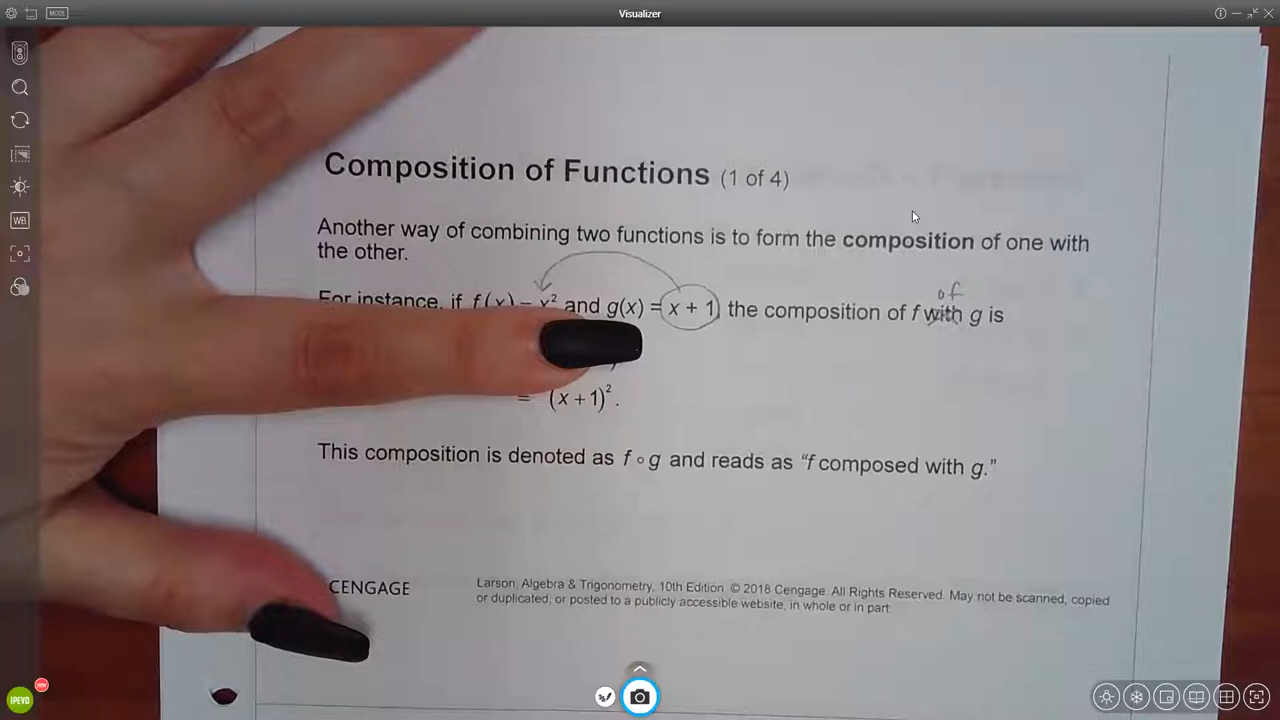 MODE
Visualizer
Composition of Functions (1 of 4)
Another way of combining two functions is to form the composition of one with
the other.
of
For instance, if f(x) = x² and g(x) = x + 1, the composition of f with g is
= (x + 1)².
This composition is denoted as f ∘ g and reads as “f composed with g.”
CENGAGE
Larson, Algebra & Trigonometry, 10th Edition. © 2018 Cengage. All Rights Reserved. May not be scanned, copied
or duplicated, or posted to a publicly accessible website, in whole or in part.
WB
IPEVO
new